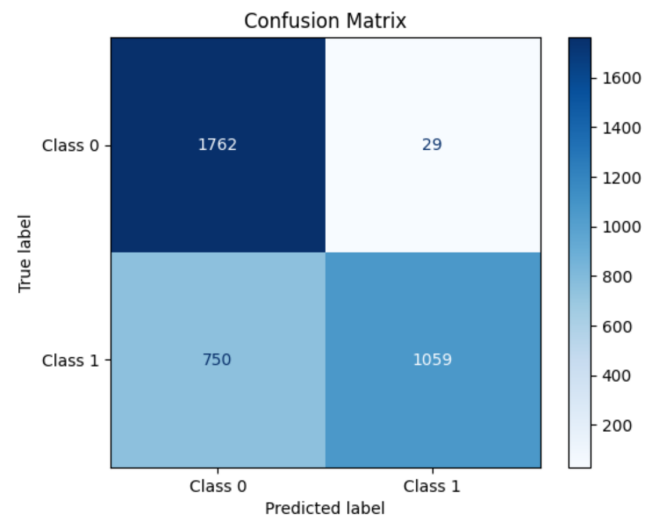 Confusion Matrix
Class 0
1762
29
Class 1
750
1059
Class 0
Class 1
Predicted label
True label
1600
1400
1200
1000
800
600
400
200